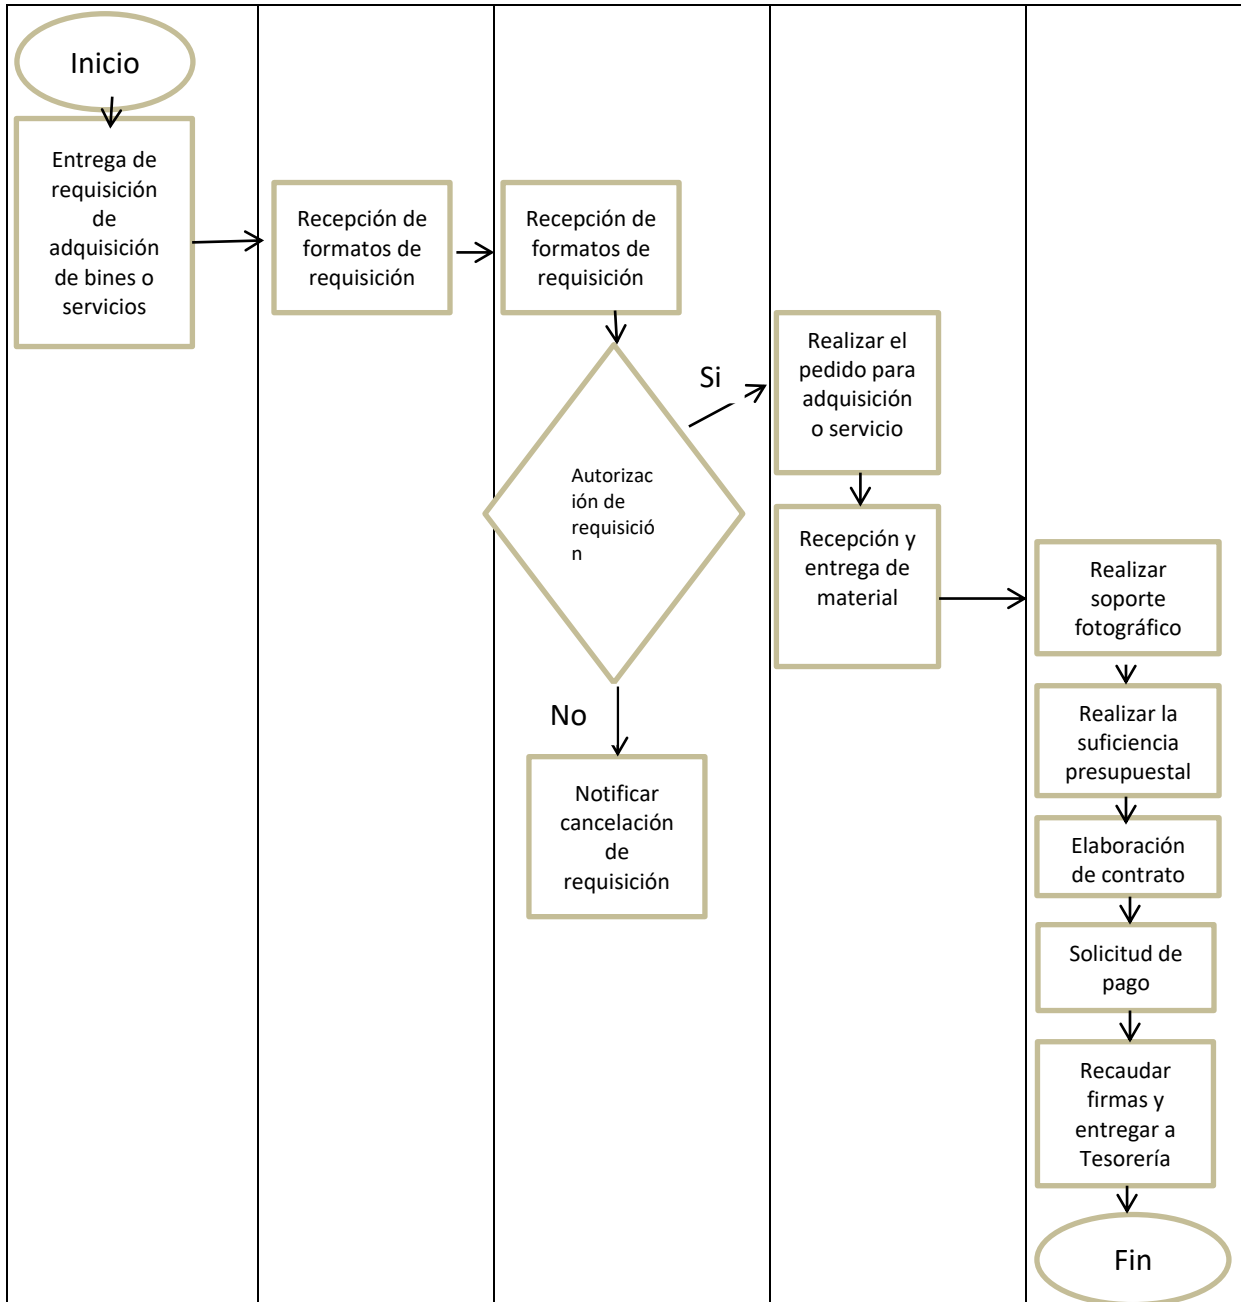 Inicio
Entrega de
requisición
de
adquisición
de bines o
servicios
Recepción de
formatos de
requisición
Recepción de
formatos de
requisición
Autorizac
ión de
requisició
n
Si
No
Notificar
cancelación
de
requisición
Realizar el
pedido para
adquisición
o servicio
Recepción y
entrega de
material
Realizar
soporte
fotográfico
Realizar la
suficiencia
presupuestal
Elaboración
de contrato
Solicitud de
pago
Recaudar
firmas y
entregar a
Tesorería
Fin